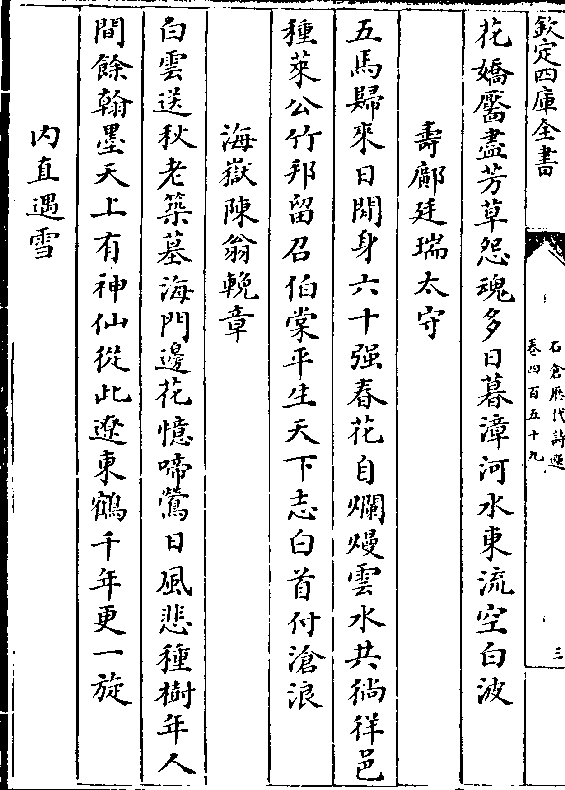 欽定四庫全書
石倉歷代詩選
卷四百五十九
三
花嬌靨盡芳草怨魂多日暮漳河水東流空白波
壽鄺廷瑞太守
五馬歸來日閒身六十强春花自爛熳雲水共徜徉邑
種萊公竹邦留召伯棠平生天下志白首付滄浪
海嶽陳翁輓章
白雲送秋老築墓海門邊花憶啼鶯日風悲種樹年人
間餘翰墨天上有神仙從此遼東鶴千年更一旋
内直遇雪